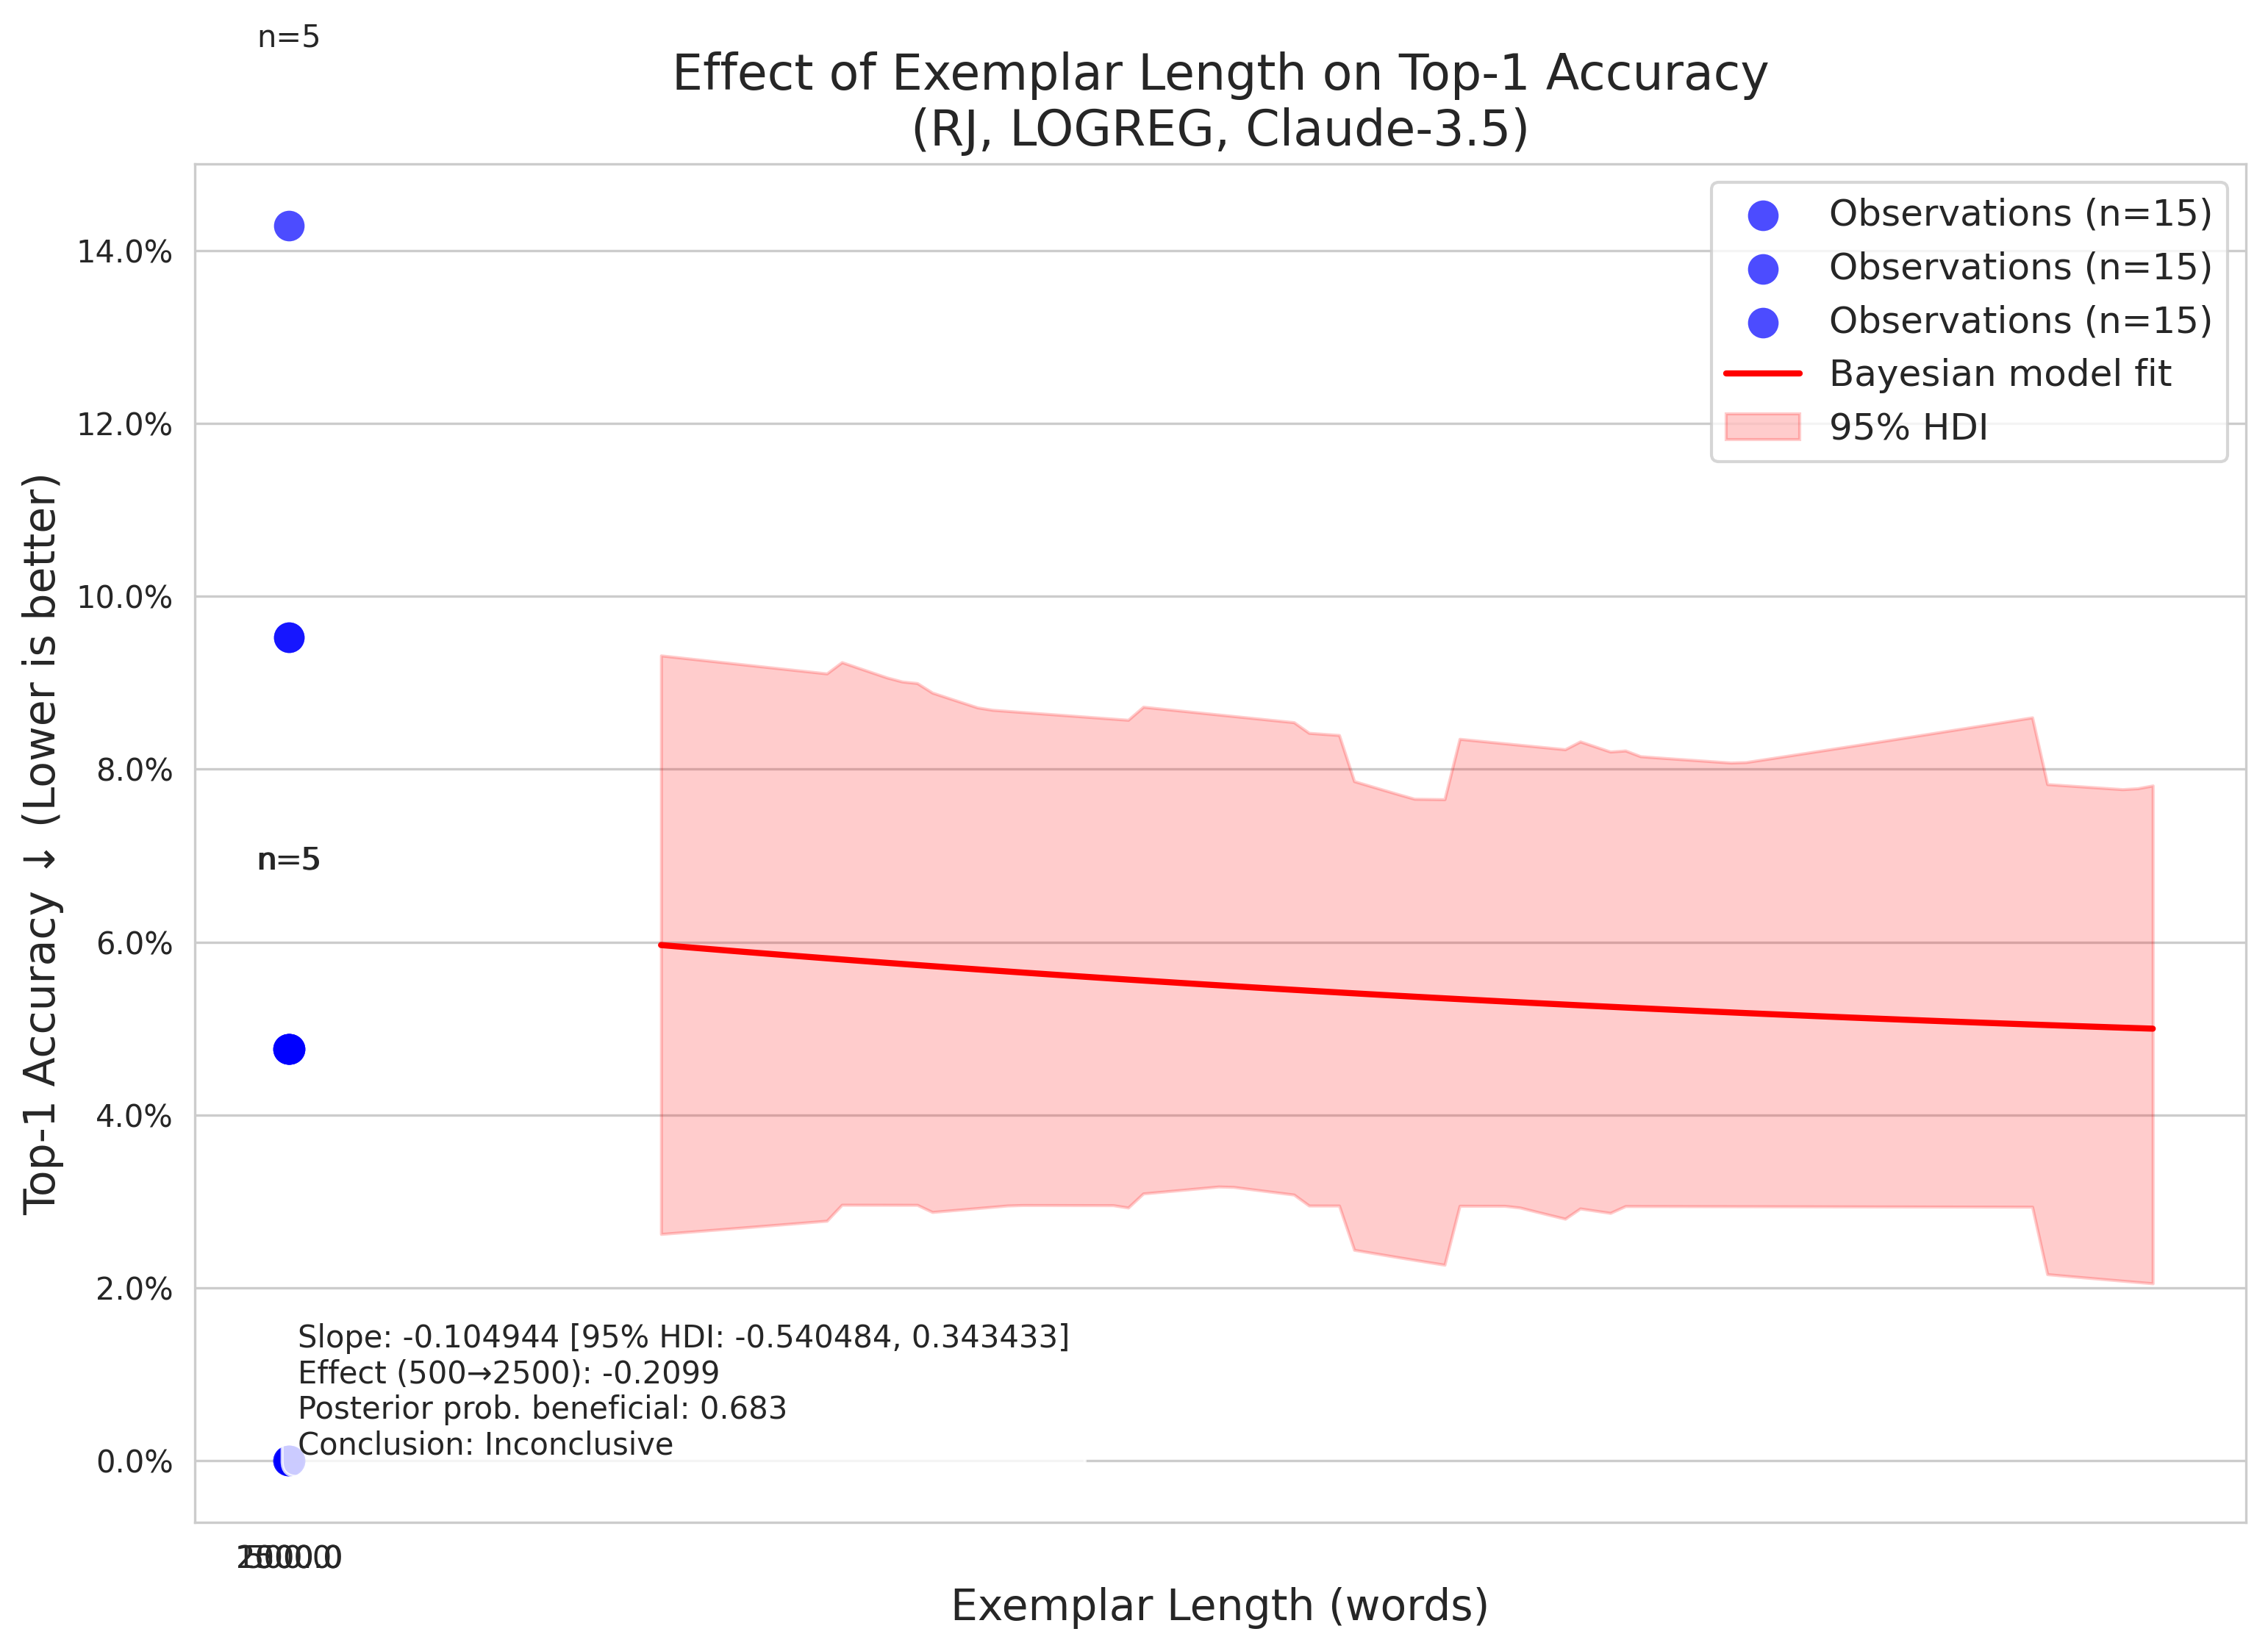 n=5
Effect of Exemplar Length on Top-1 Accuracy
(RJ, LOGREG, Claude-3.5)
Top-1 Accuracy ↓ (Lower is better)
14.0%
12.0%
10.0%
8.0%
6.0%
4.0%
2.0%
0.0%
Observations (n=15)
Observations (n=15)
Observations (n=15)
Bayesian model fit
95% HDI
n=5
Slope: -0.104944 [95% HDI: -0.540484, 0.343433]
Effect (500→2500): -0.2099
Posterior prob. beneficial: 0.683
Conclusion: Inconclusive
Exemplar Length (words)